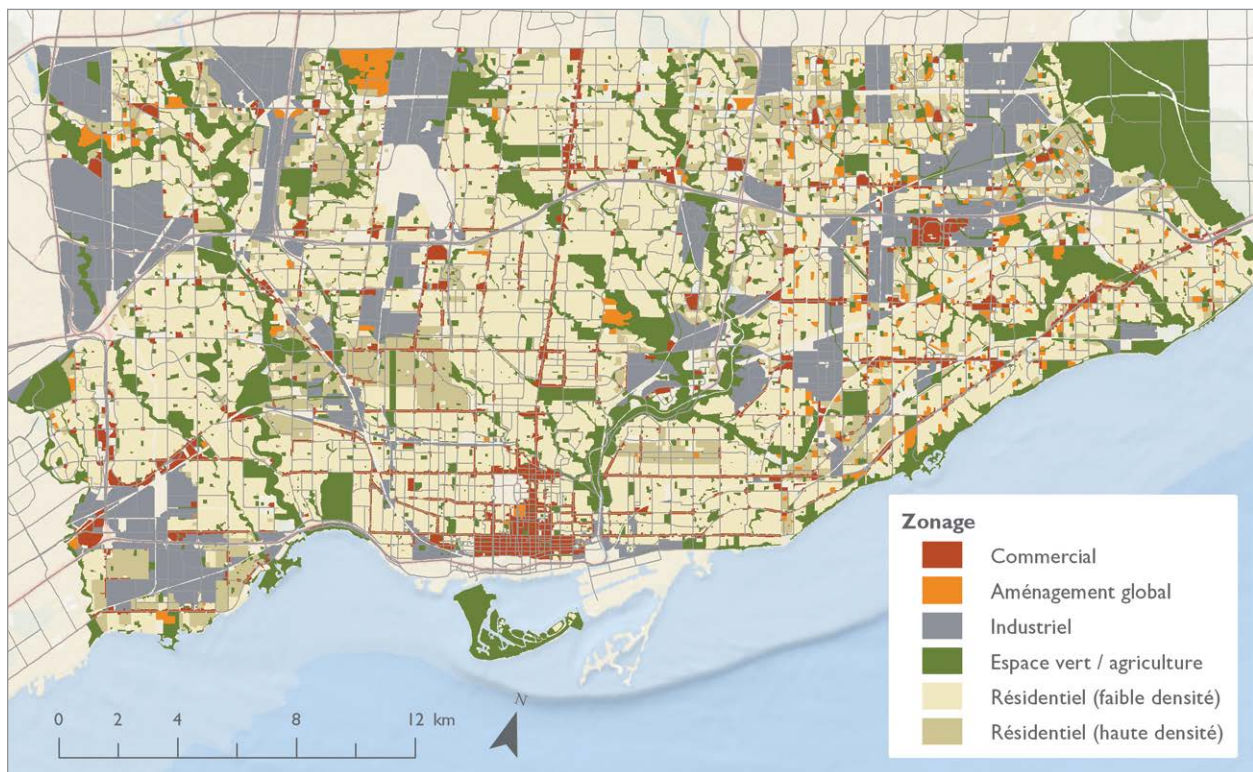 Zonage
Commercial
Aménagement global
Industriel
Espace vert / agriculture
Résidentiel (faible densité)
Résidentiel (haute densité)
0 2 4 8 12 km
N